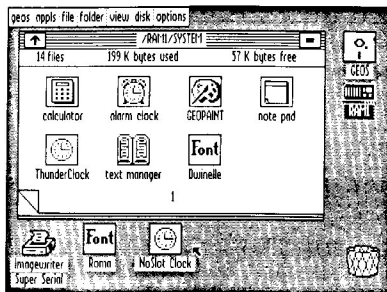 geos appls file folder view disk options
/RAM1/SYSTEM
14 files 199 K bytes used 57 K bytes free
calculator alarm clock GEOPAINT note pad
ThunderClock text manager Font Dwinelle
1
GEOS
RAM1
Imagewriter
Super Serial
Font
Roma
NoSlot Clock